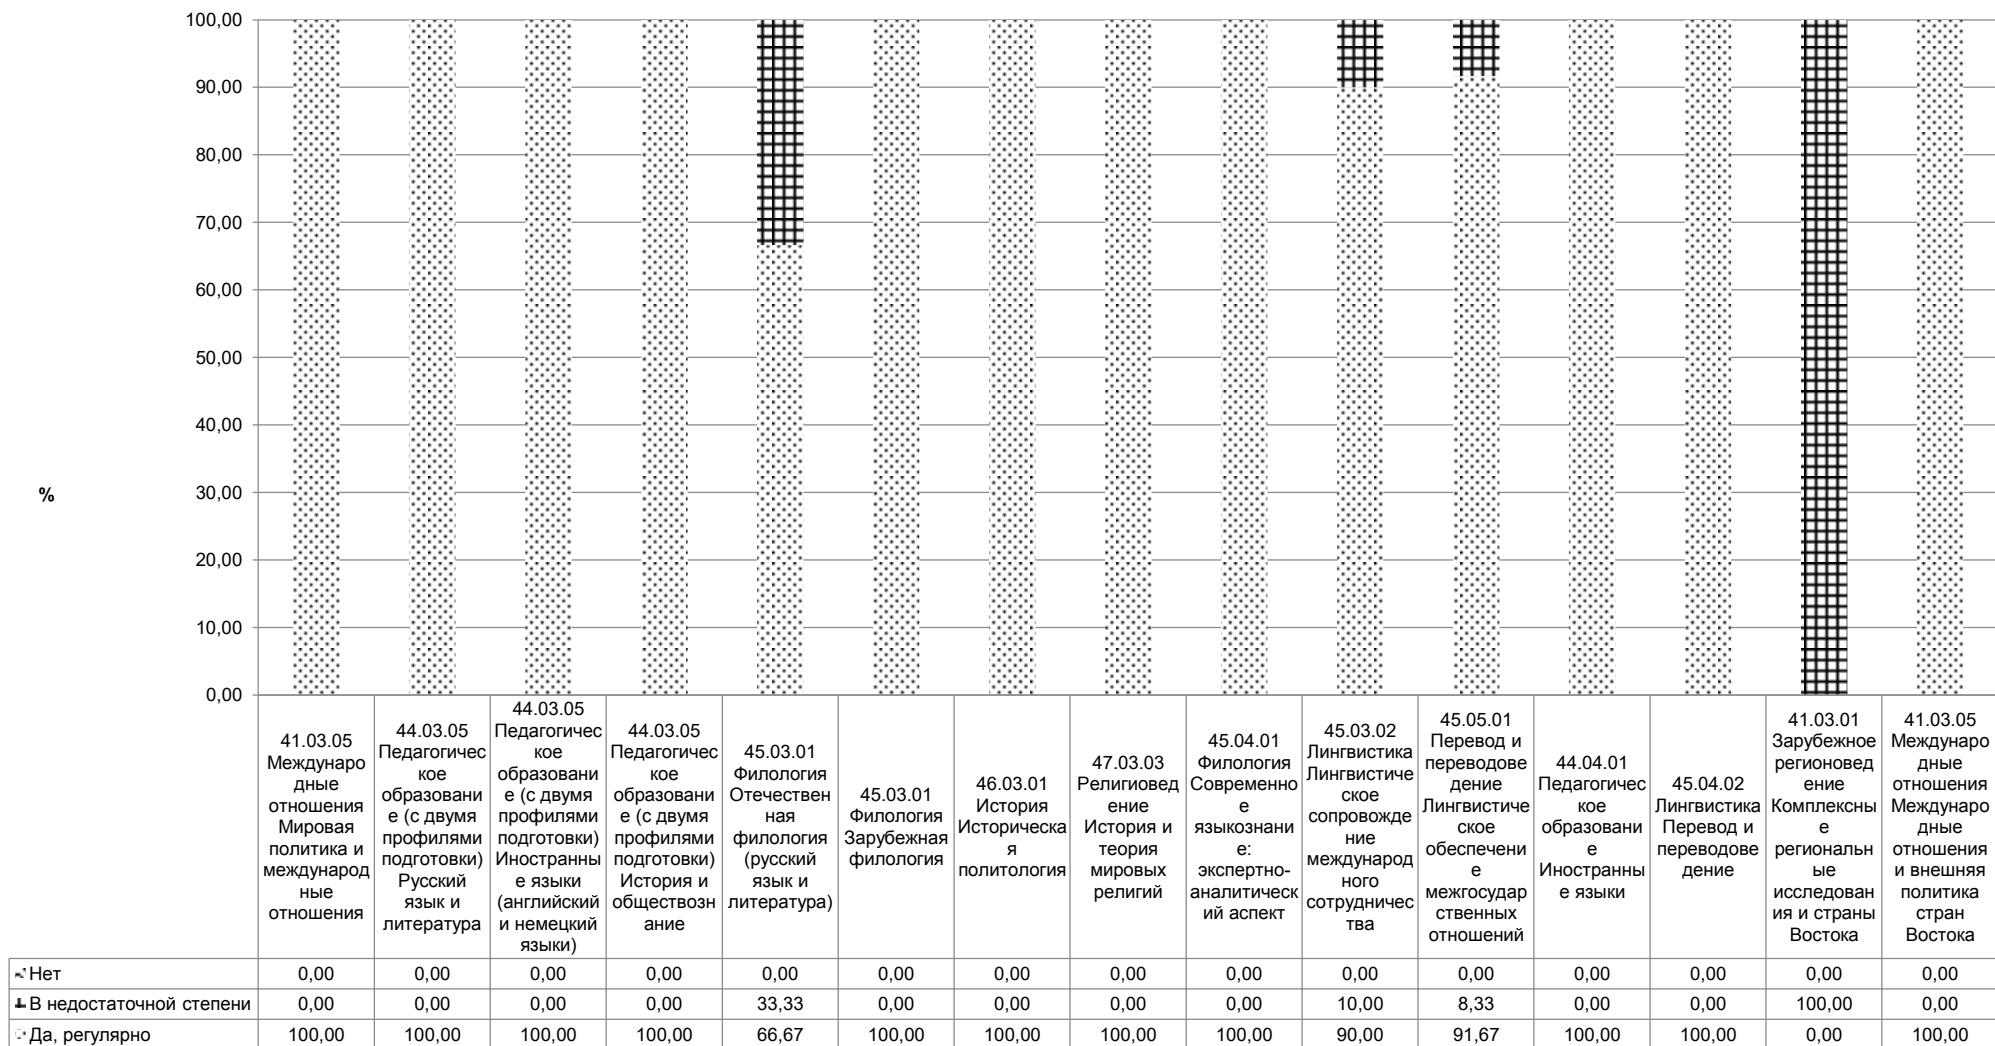 100,00
90,00
80,00
70,00
60,00
50,00
40,00
30,00
20,00
10,00
0,00
%
41.03.05
Междунаро
дные
отношения
Мировая
политика и
международ
ные
отношения
44.03.05
Педагогичес
кое
образовани
е (с двумя
профилями
подготовки)
Русский
язык и
литература
44.03.05
Педагогичес
кое
образовани
е (с двумя
профилями
подготовки)
Иностранны
е языки
(английский
и немецкий
языки)
44.03.05
Педагогичес
кое
образовани
е (с двумя
профилями
подготовки)
История и
обществозн
ание
45.03.01
Филология
Отечествен
ная
филология
(русский
язык и
литература)
45.03.01
Филология
Зарубежная
филология
46.03.01
История
Историческа
я
политология
47.03.03
Религиовед
ение
История и
теория
мировых
религий
45.04.01
Филология
Современно
е
языкознани
е:
экспертно-
аналитическ
ий аспект
45.03.02
Лингвистика
Лингвистиче
ское
сопровожде
ние
международ
ного
сотрудничес
тва
45.05.01
Перевод и
переводове
дение
Лингвистиче
ское
обеспечени
е
межгосудар
ственных
отношений
44.04.01
Педагогичес
кое
образовани
е
Иностранны
е языки
45.04.02
Лингвистика
Перевод и
переводове
дение
41.03.01
Зарубежное
регионовед
ение
Комплексны
е
региональн
ые
исследован
ия и страны
Востока
41.03.05
Междунаро
дные
отношения
Междунаро
дные
отношения
и внешняя
политика
стран
Востока
Нет 0,00 0,00 0,00 0,00 0,00 0,00 0,00 0,00 0,00 0,00 0,00 0,00 0,00 0,00 0,00
В недостаточной степени 0,00 0,00 0,00 0,00 33,33 0,00 0,00 0,00 0,00 10,00 8,33 0,00 0,00 100,00 0,00
Да, регулярно 100,00 100,00 100,00 100,00 66,67 100,00 100,00 100,00 100,00 90,00 91,67 100,00 100,00 0,00 100,00